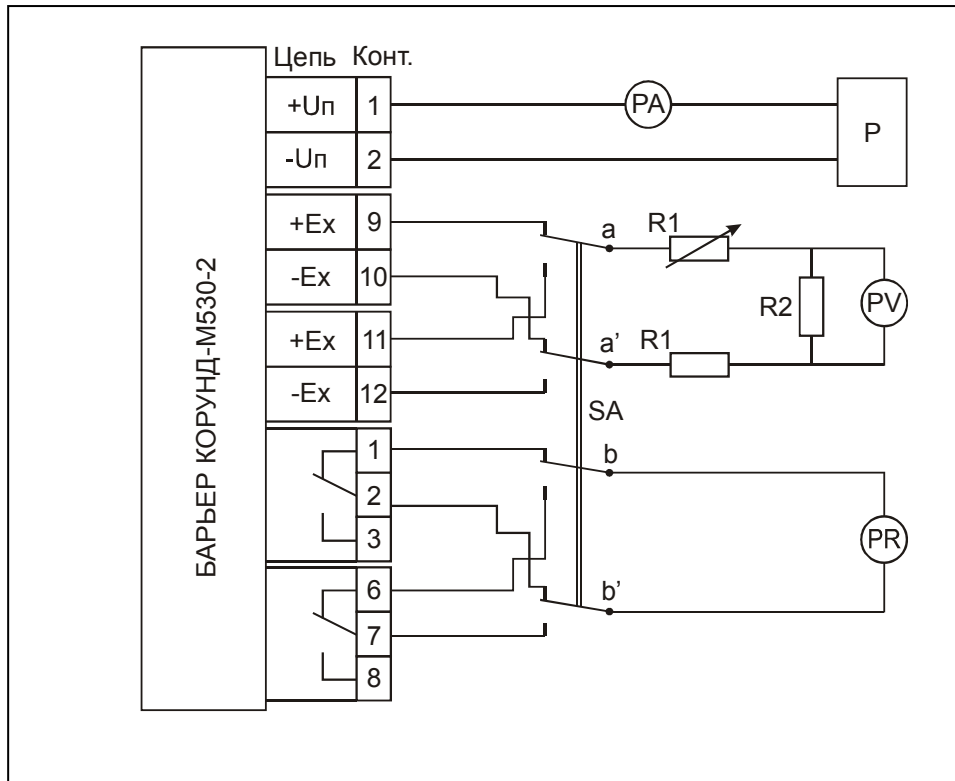 Цепь Конт.
+Uп 1
-Uп 2
+Ex 9
-Ex 10
+Ex 11
-Ex 12
1
2
3
6
7
8
БАРЬЕР КОРУНД-М530-2
PA
P
a
R1
R2
PV
a’
R1
SA
b
PR
b’